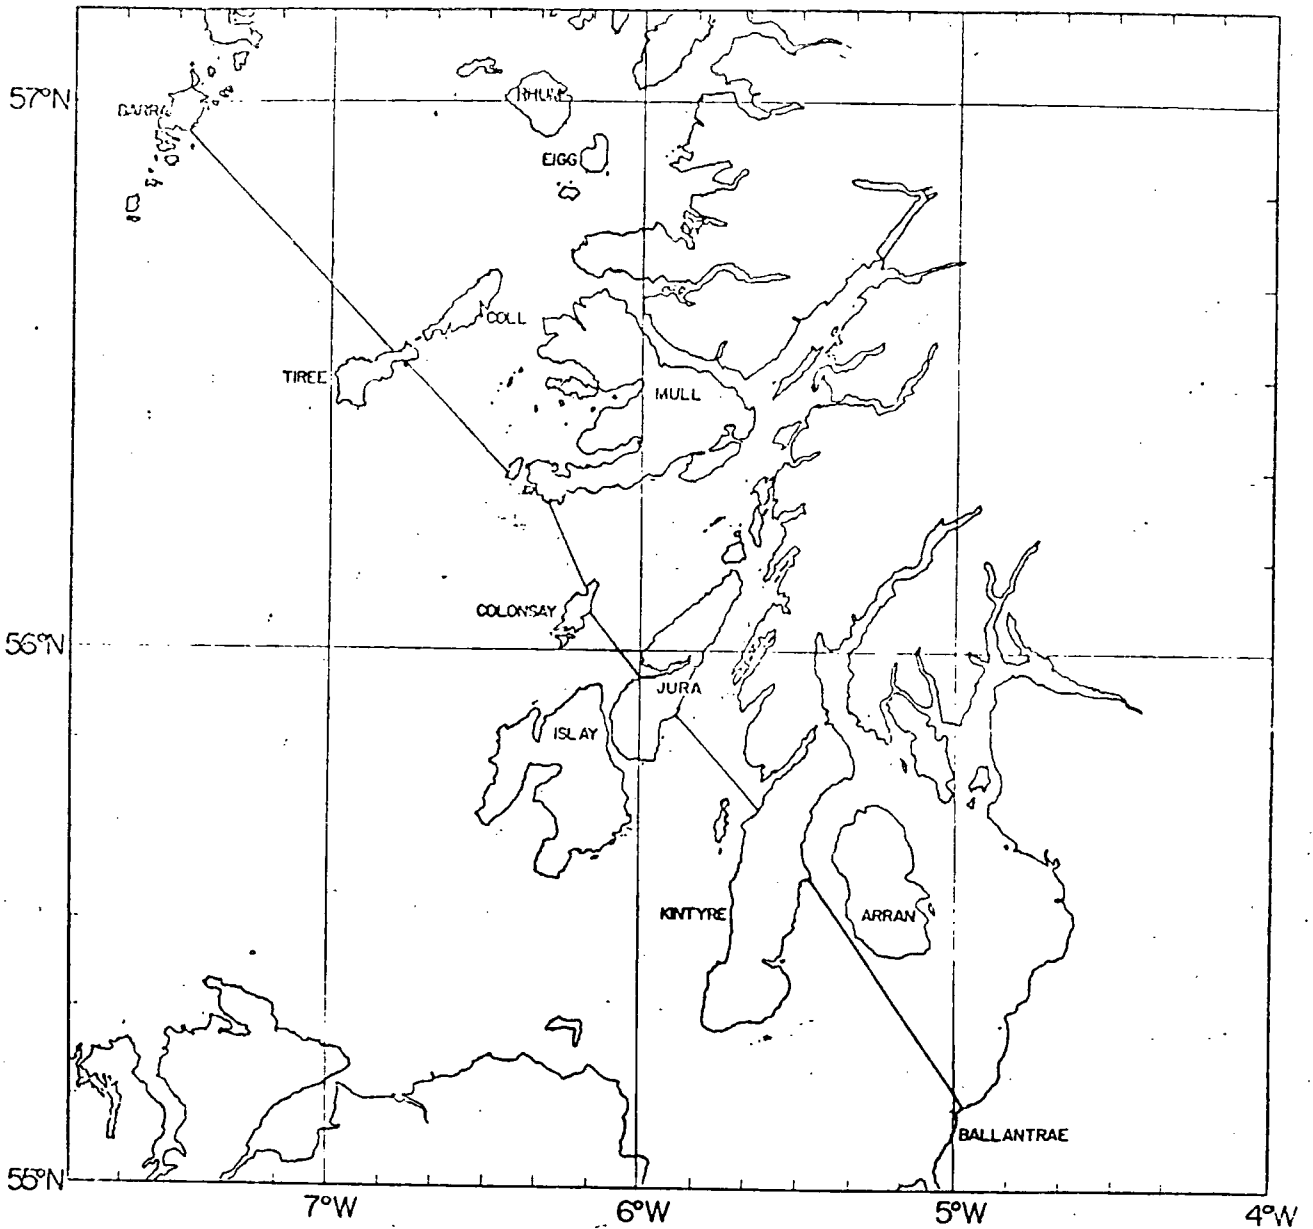 57°N
BARRA
RHUM
EIGG
COLL
TIREE
MULL
COLONSAY
56°N
JURA
ISLAY
KINTYRE
ARRAN
BALLANTRAE
55°N
7°W
6°W
5°W
4°W